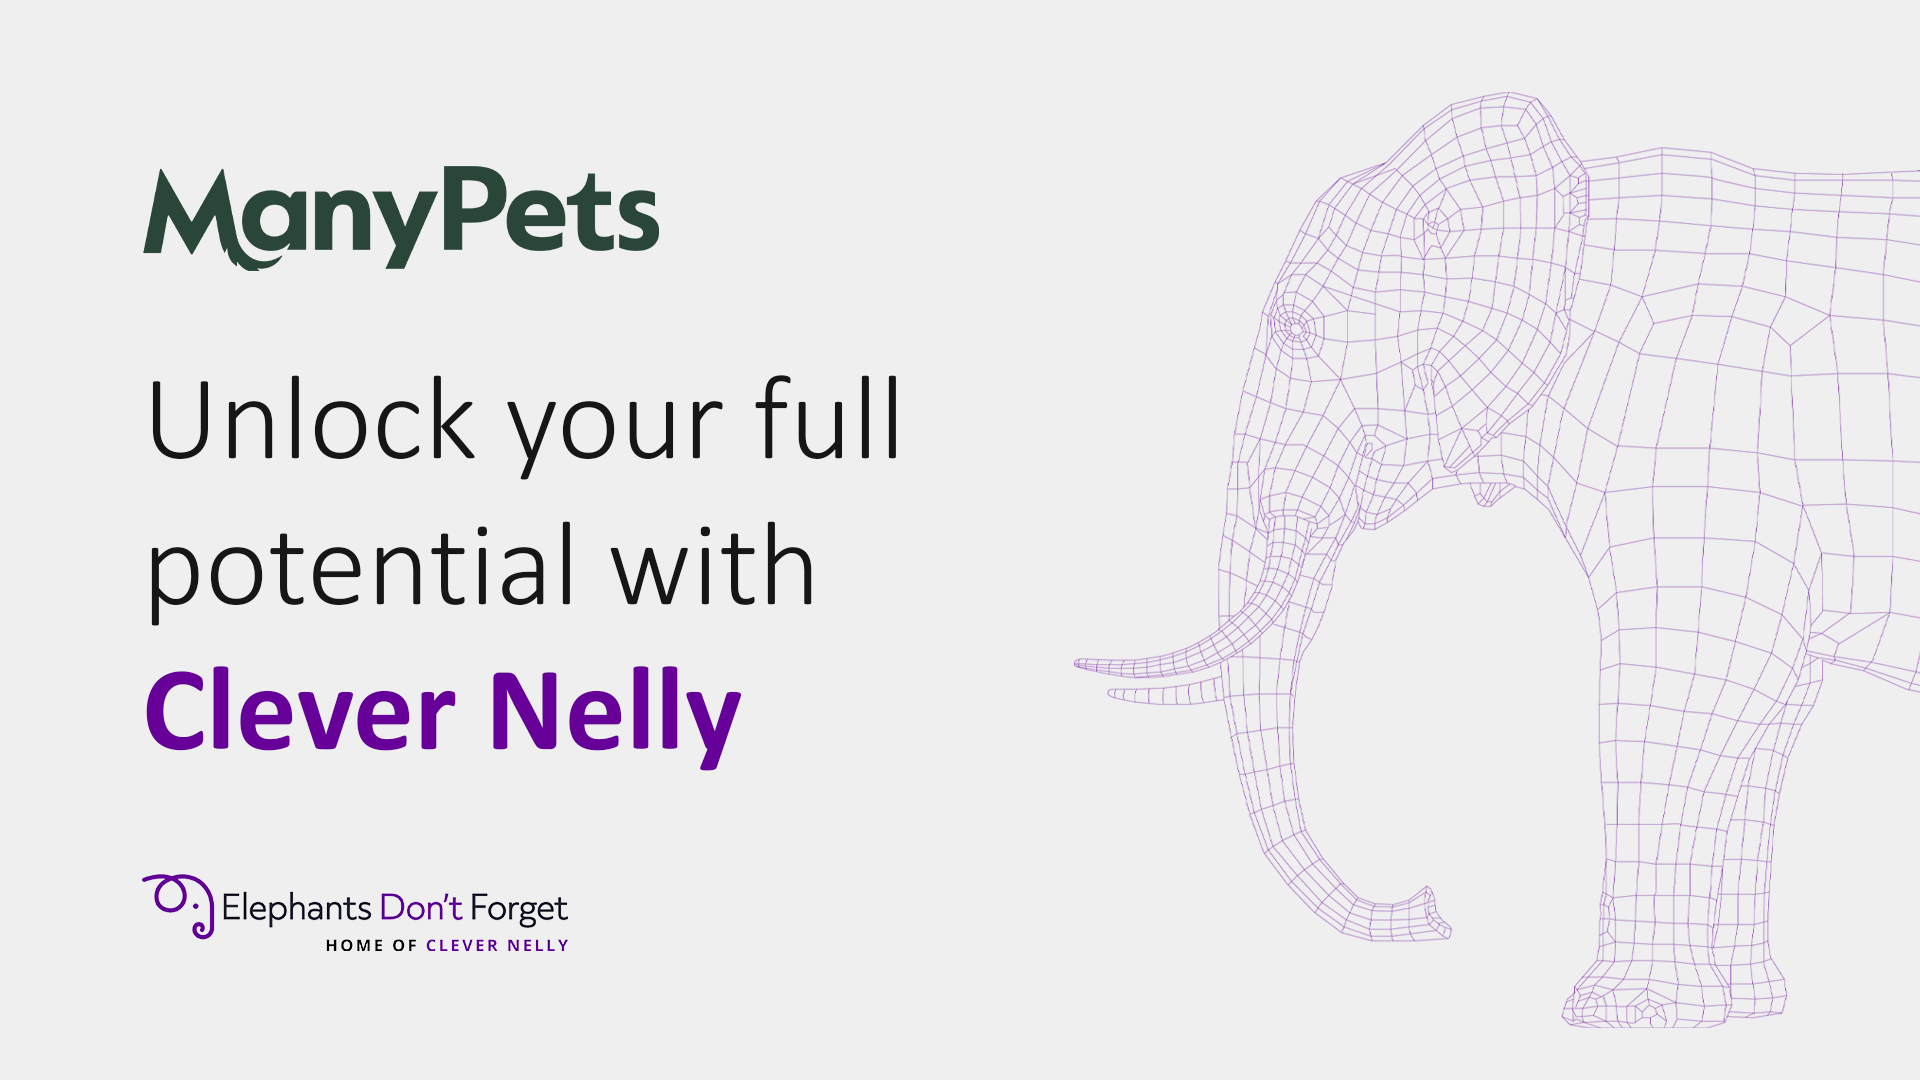 ManyPets
Unlock your full
potential with
Clever Nelly
Elephants Don't Forget
HOME OF CLEVER NELLY